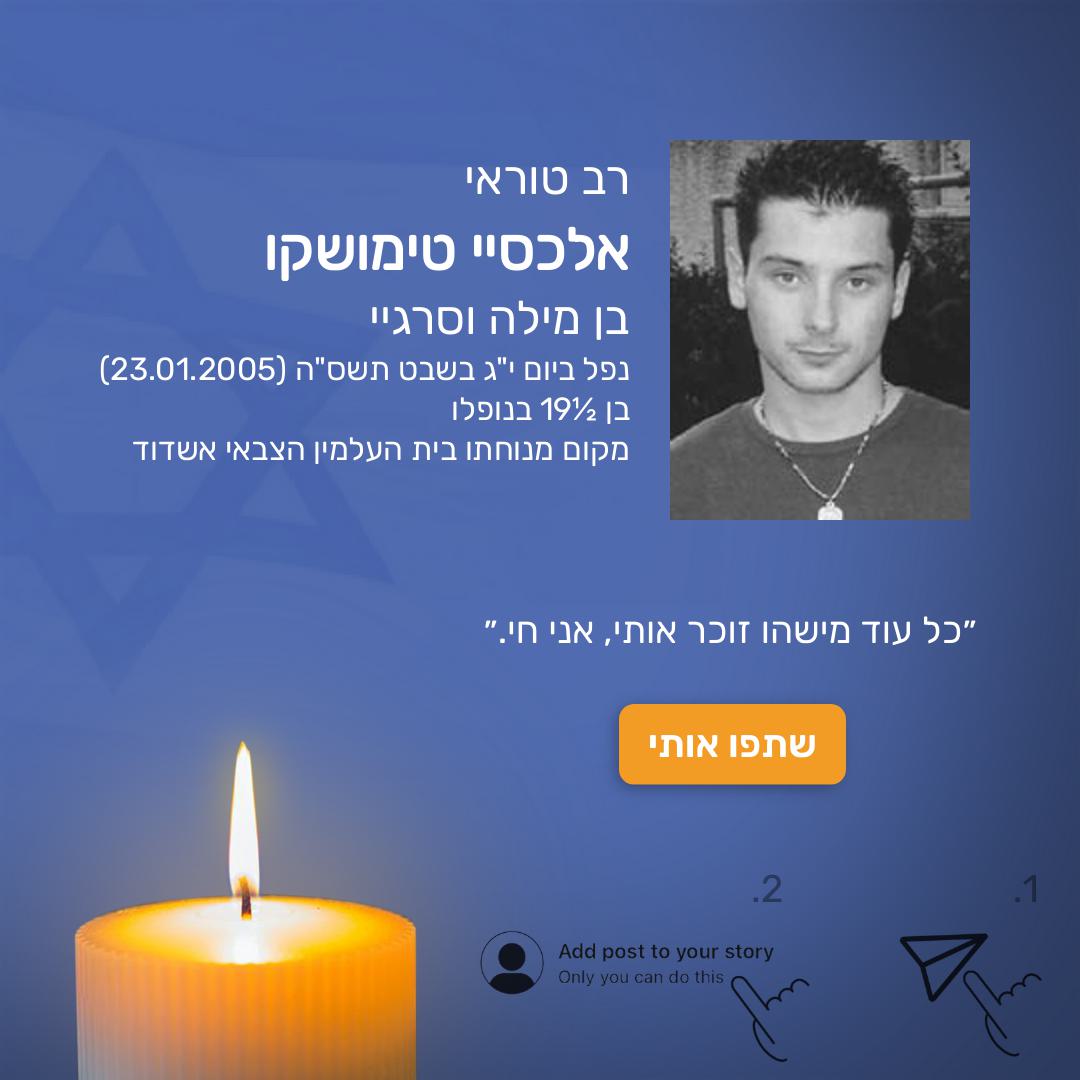 רב טוראי
אלכסיי טימושקו
בן מילה וסרגיי
נפל ביום י"ג בשבט תשס"ה (23.01.2005)
בן 19½ בנופלו
מקום מנוחתו בית העלמין הצבאי אשדוד
״כל עוד מישהו זוכר אותי, אני חי.״
שתפו אותי
1.
2.
Add post to your story
Only you can do this